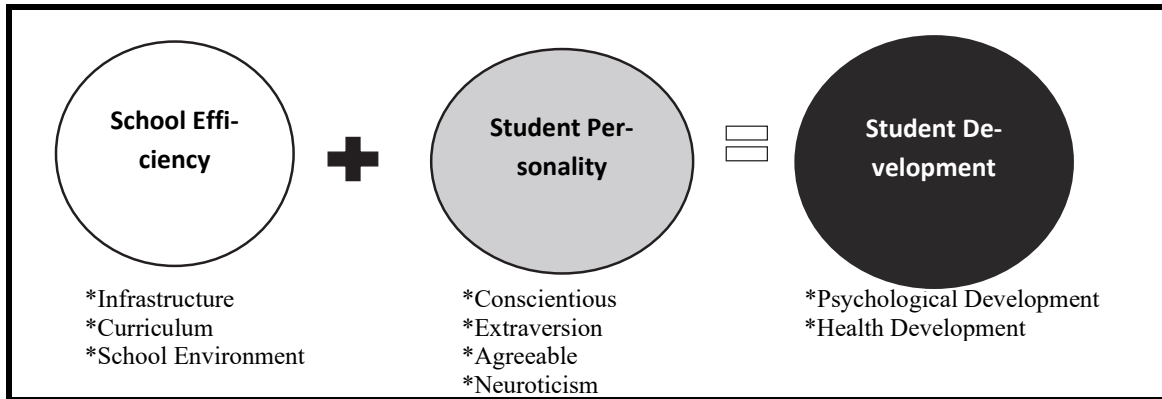 School Effi-
ciency
Student Per-
sonality
Student De-
velopment
*Infrastructure
*Curriculum
*School Environment
*Conscientious
*Extraversion
*Agreeable
*Neuroticism
*Psychological Development
*Health Development